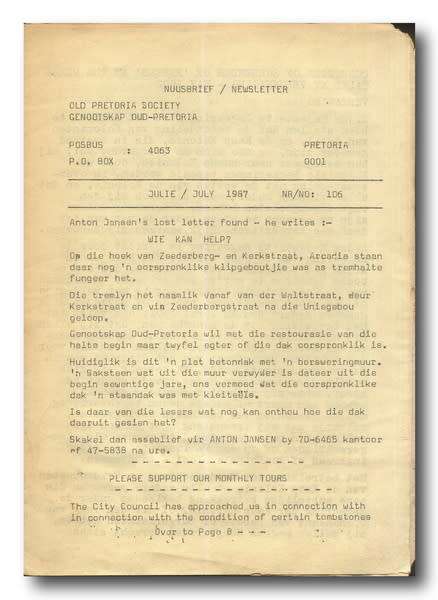 NUUSBRIEF / NEWSLETTER
OLD PRETORIA SOCIETY
GENOOTSKAP OUD-PRETORIA
POSBUS : 4063 PRETORIA
P.O. BOX 0001
JULIE / JULY 1987 NR/NO: 106
Anton Jansen's lost letter found - he writes :-
WIE KAN HELP?
Op die hoek van Zeederberg- en Kerkstraat, Arcadia staan
daar nog 'n oorspronklike klipgeboutjie was as tremhalte
fungeer het.
Die tremlyn het naamlik vanaf van der Waltstraat, deur
Kerkstraat en via Zeederbergstraat na die Uniegebou
geloop.
Genootskap Oud-Pretoria wil met die restourasie van die
halte begin maar twyfel egter of die dak oorspronklik is.
Huidiglik is dit 'n plat betondak met 'n borsweringmuur.
'n Baksteen wat uit die muur verwyder is dateer uit die
begin sewentige jare, ons vermoed wat die oorspronklike
dak 'n staandak was met kleiteëls.
Is daar van die lesers wat nog kan onthou hoe die dak
daaruit gesien het?
Skakel dan asseblief vir ANTON JANSEN by 70-6465 kantoor
of 47-5838 na ure.
PLEASE SUPPORT OUR MONTHLY TOURS
The City Council has approached us in connection with
in connection with the condition of certain tombstones
Over to Page 8 - - -